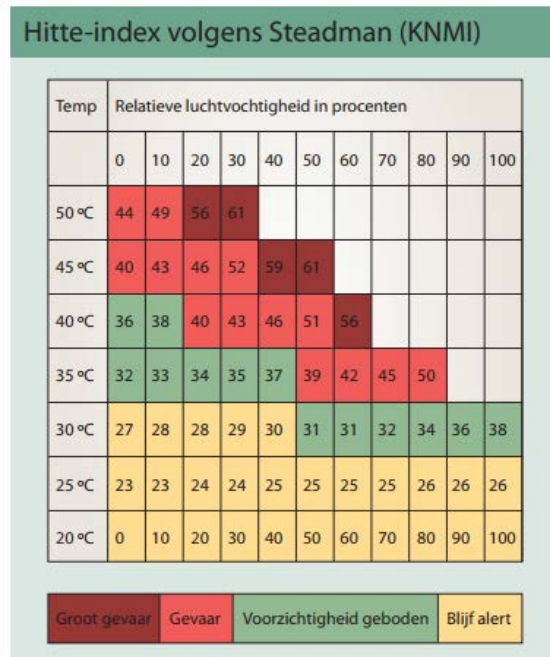 Hitte-index volgens Steadman (KNMI)
Temp Relatieve luchtvochtigheid in procenten
0 10 20 30 40 50 60 70 80 90 100
50 ºC 44 49 56 61
45 ºC 40 43 46 52 59 61
40 ºC 36 38 40 43 46 51 56
35 ºC 32 33 34 35 37 39 42 45 50
30 ºC 27 28 28 29 30 31 31 32 34 36 38
25 ºC 23 23 24 24 25 25 25 25 26 26 26
20 ºC 0 10 20 30 40 50 60 70 80 90 100
Groot gevaar Gevaar Voorzichtigheid geboden Blijf alert